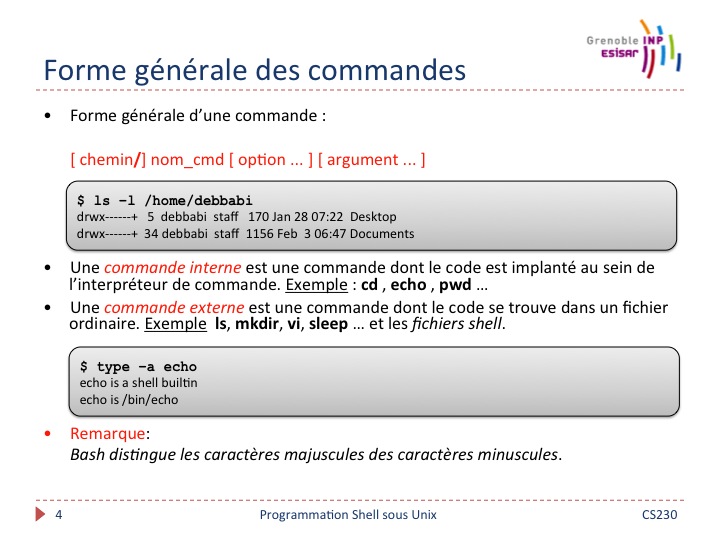 Grenoble INP
ESISAR
Forme générale des commandes
• Forme générale d’une commande :
[ chemin/] nom_cmd [ option ... ] [ argument ... ]
$ ls –l /home/debbabi
drwx------+ 5 debbabi staff 170 Jan 28 07:22 Desktop
drwx------+ 34 debbabi staff 1156 Feb 3 06:47 Documents
• Une commande interne est une commande dont le code est implanté au sein de
l’interpréteur de commande. Exemple : cd , echo , pwd …
• Une commande externe est une commande dont le code se trouve dans un fichier
ordinaire. Exemple ls, mkdir, vi, sleep … et les fichiers shell.
$ type –a echo
echo is a shell builtin
echo is /bin/echo
• Remarque:
Bash distingue les caractères majuscules des caractères minuscules.
4 Programmation Shell sous Unix CS230